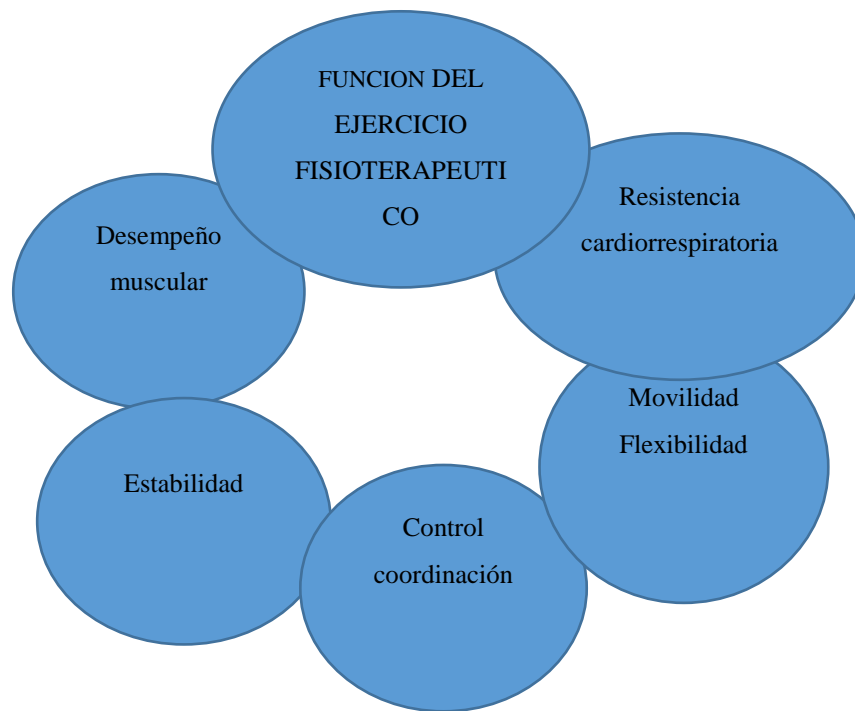 FUNCION DEL
EJERCICIO
FISIOTERAPEUTI
CO
Resistencia
cardiorrespiratoria
Movilidad
Flexibilidad
Control
coordinación
Estabilidad
Desempeño
muscular